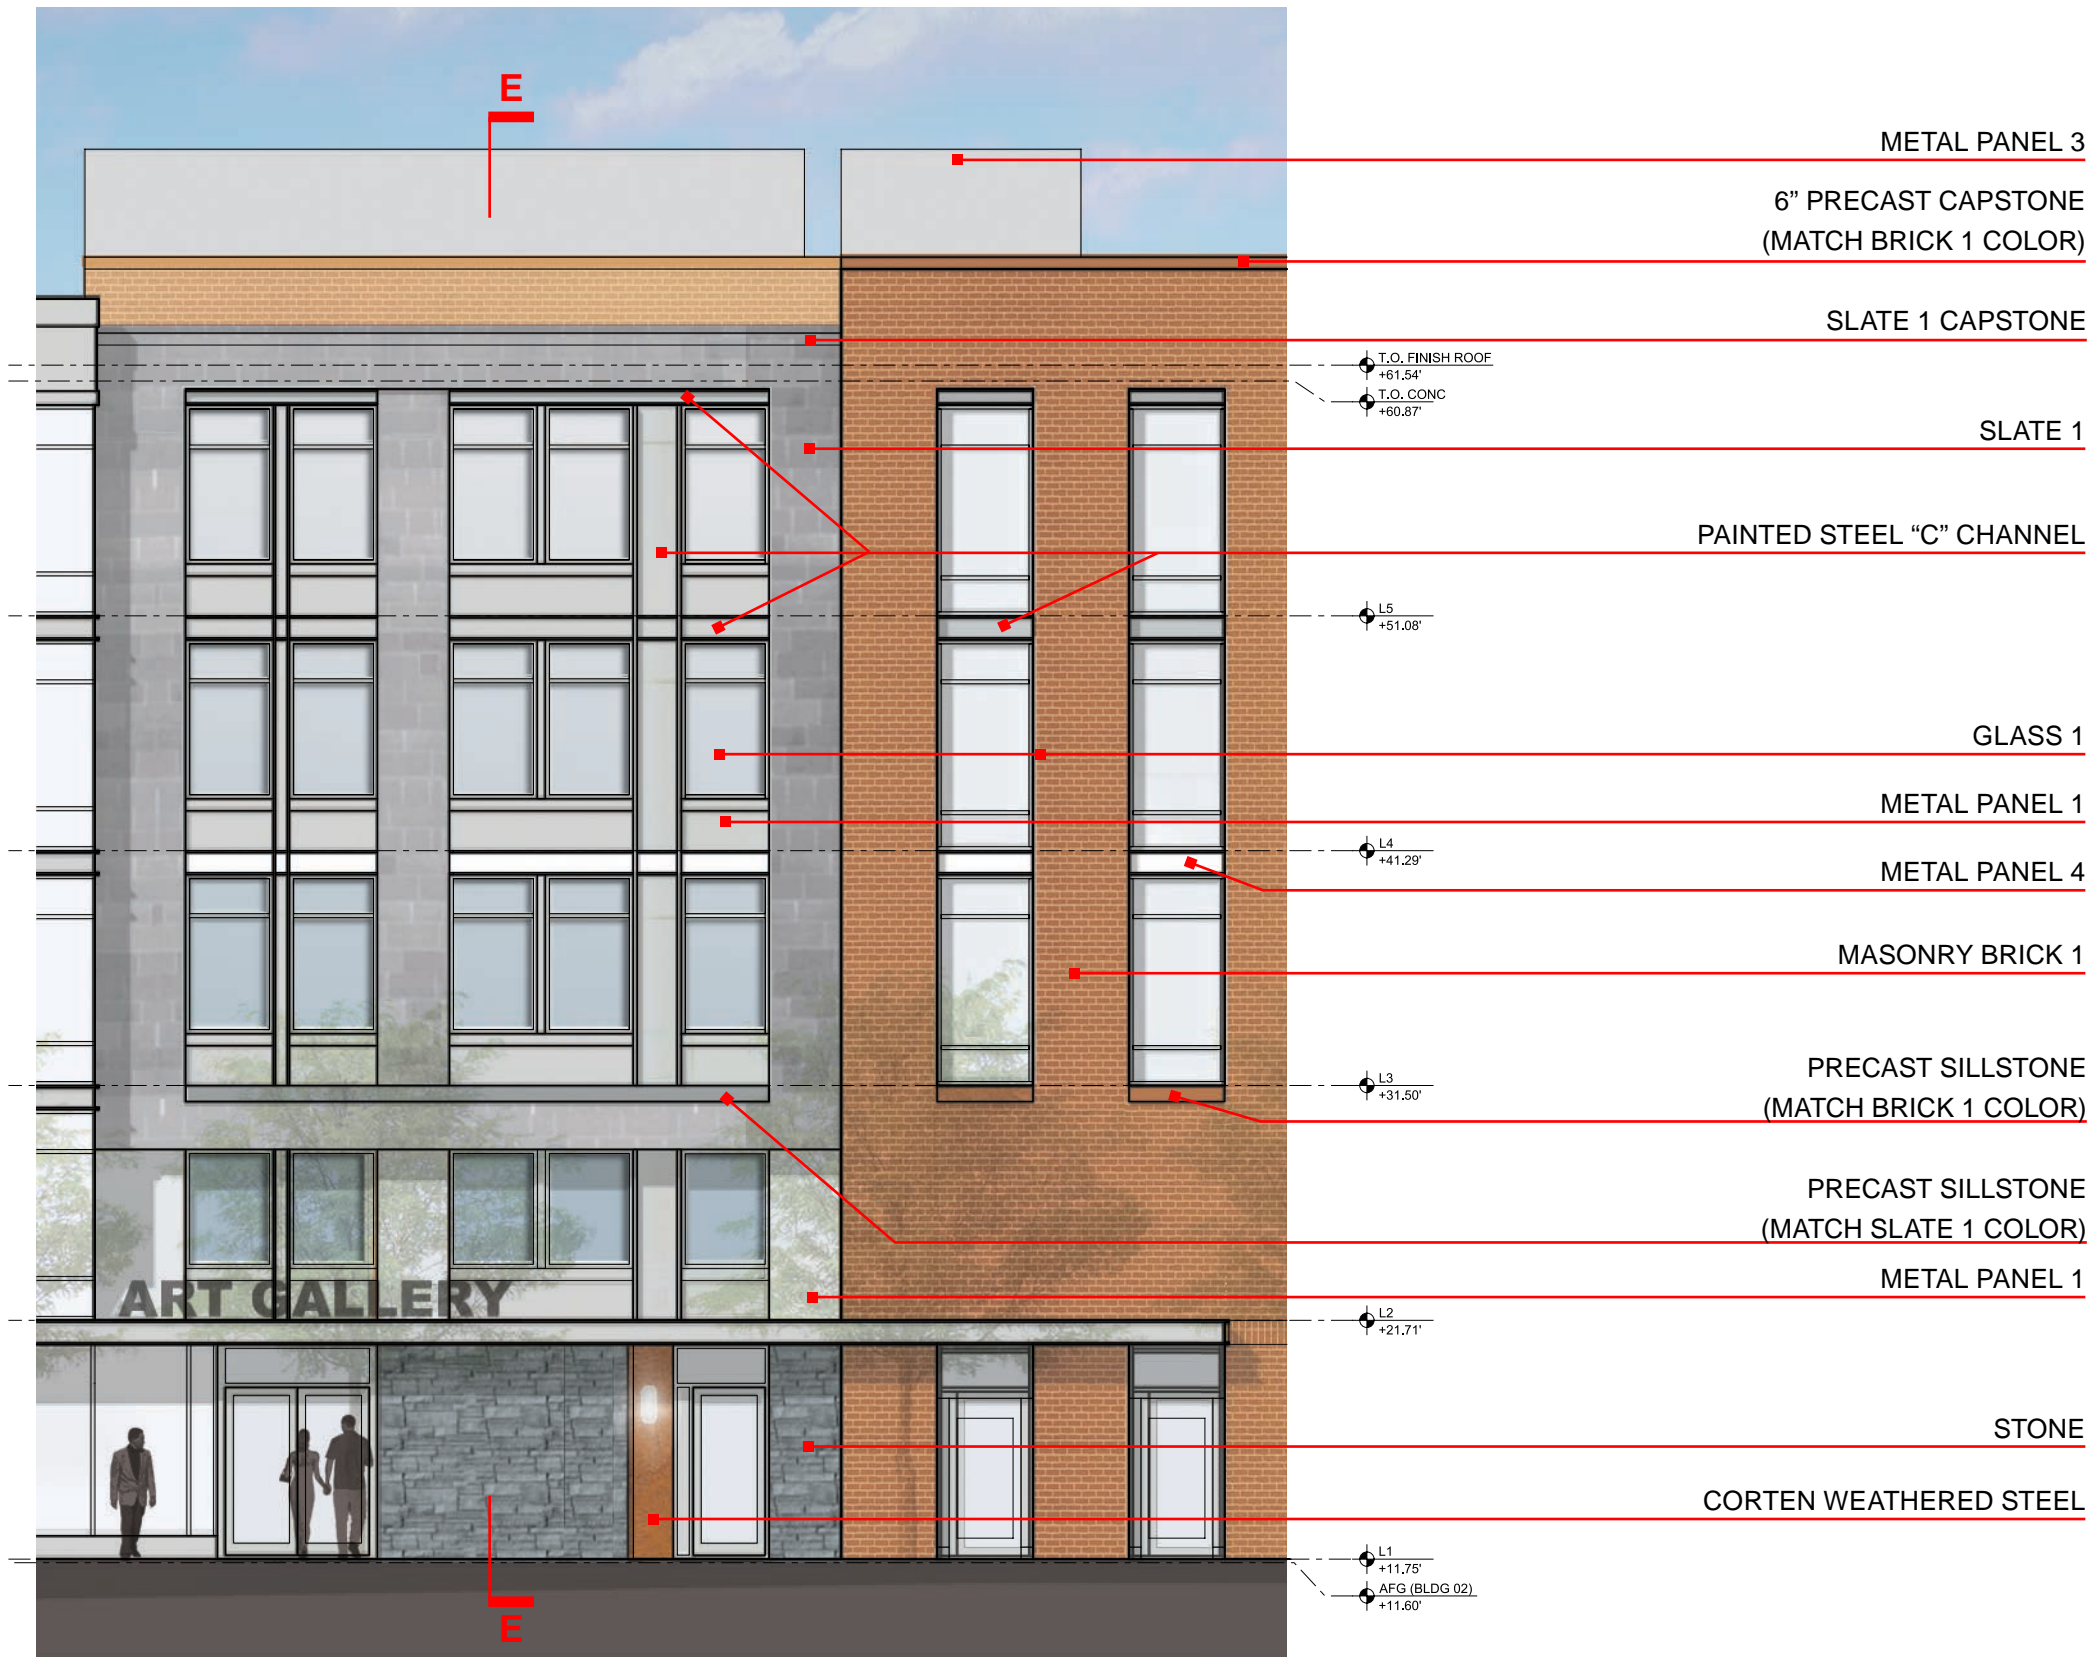 E
METAL PANEL 3
6” PRECAST CAPSTONE
(MATCH BRICK 1 COLOR)
SLATE 1 CAPSTONE
T.O. FINISH ROOF
+61.54'
T.O. CONC
+60.87'
SLATE 1
PAINTED STEEL “C” CHANNEL
L5
+51.08'
GLASS 1
METAL PANEL 1
L4
+41.29'
METAL PANEL 4
MASONRY BRICK 1
PRECAST SILLSTONE
(MATCH BRICK 1 COLOR)
L3
+31.50'
PRECAST SILLSTONE
(MATCH SLATE 1 COLOR)
METAL PANEL 1
ART GALLERY
L2
+21.71'
STONE
CORTEN WEATHERED STEEL
L1
+11.75'
AFG (BLDG 02)
+11.60'
E